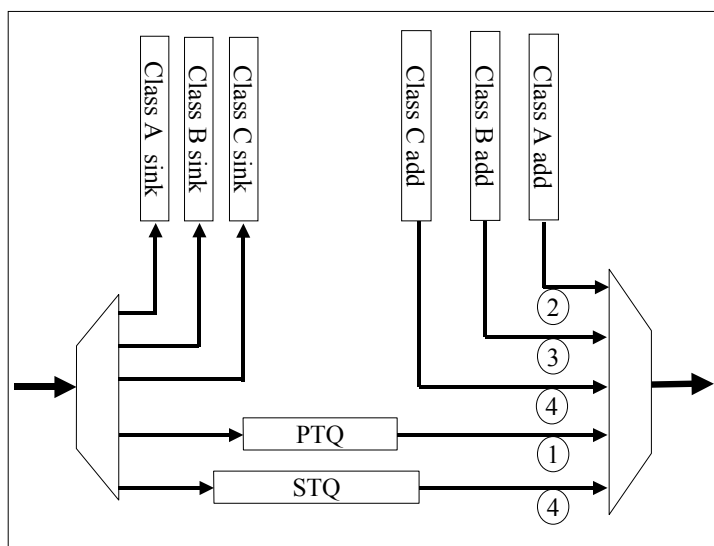 Class A sink
Class B sink
Class C sink
Class C add
Class B add
Class A add
2
3
4
PTQ
1
STQ
4